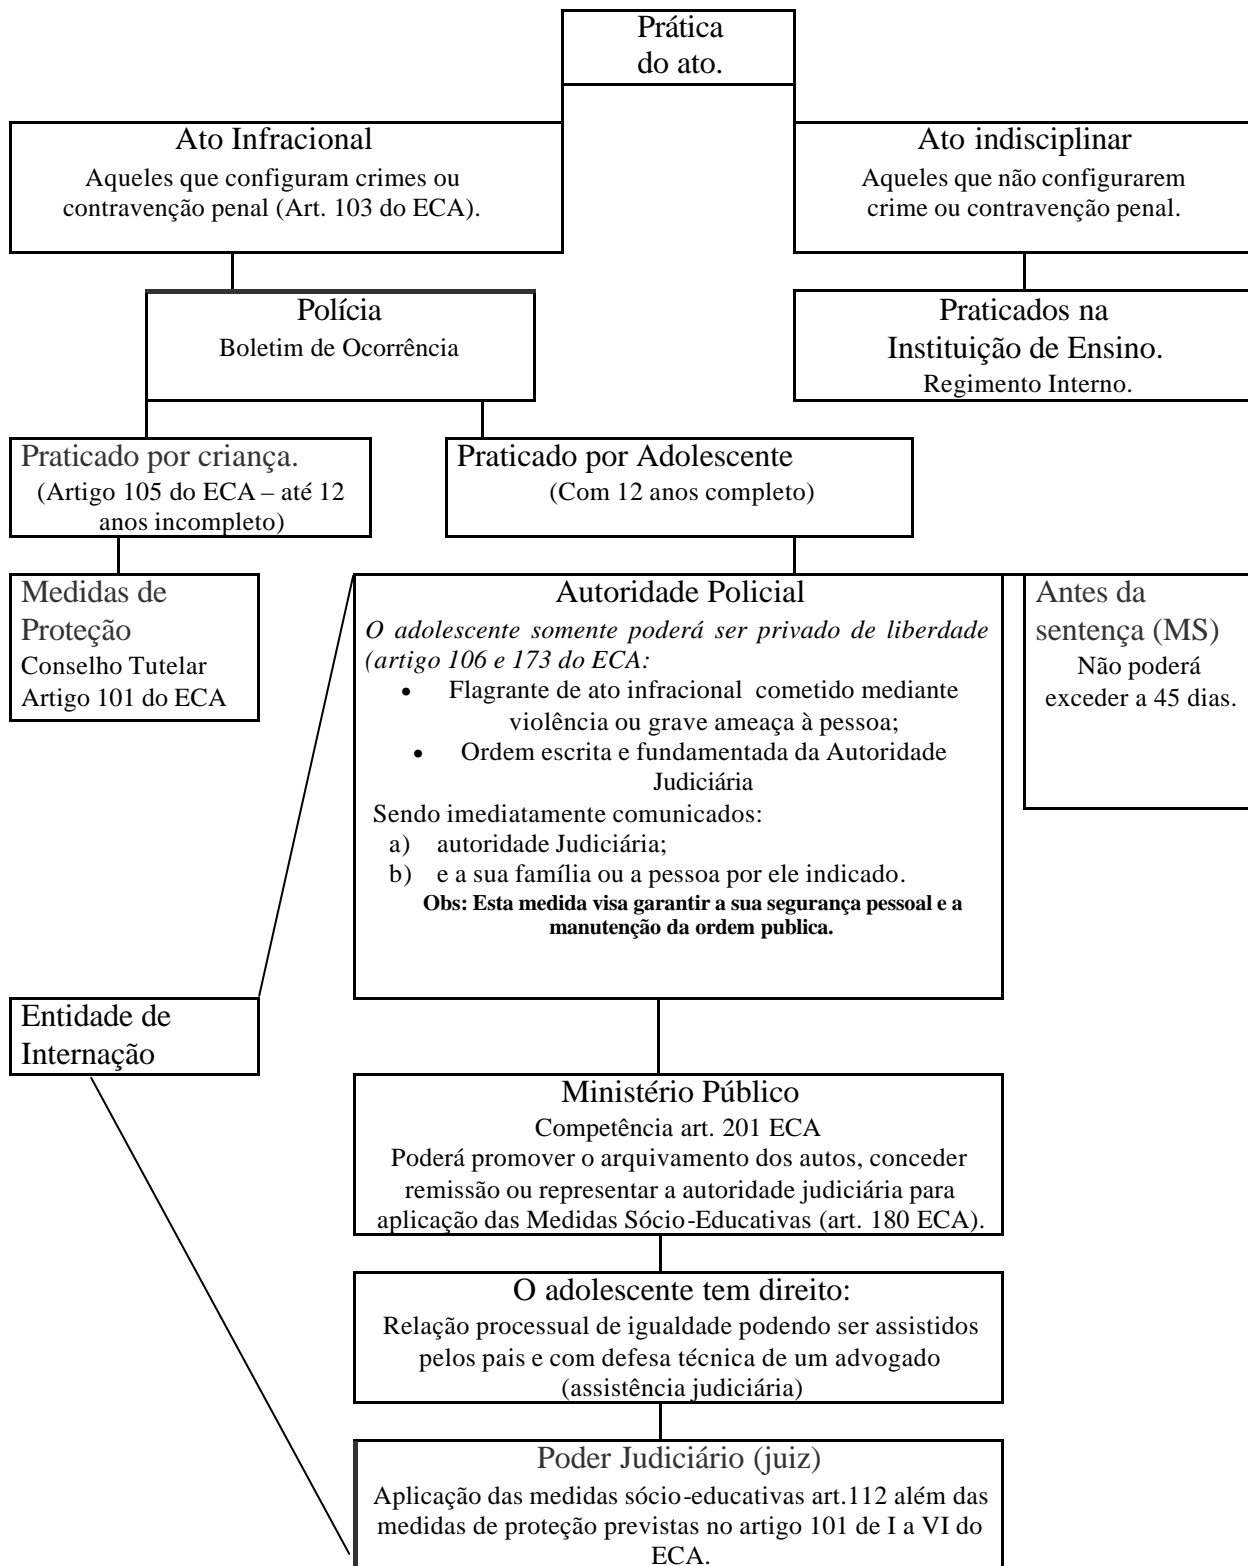 Prática
do ato.
Ato Infracional
Aqueles que configuram crimes ou
contravenção penal (Art. 103 do ECA).
Ato indisciplinar
Aqueles que não configurarem
crime ou contravenção penal.
Polícia
Boletim de Ocorrência
Praticados na
Instituição de Ensino.
Regimento Interno.
Praticado por criança.
(Artigo 105 do ECA – até 12
anos incompleto)
Praticado por Adolescente
(Com 12 anos completo)
Medidas de
Proteção
Conselho Tutelar
Artigo 101 do ECA
Autoridade Policial
O adolescente somente poderá ser privado de liberdade
(artigo 106 e 173 do ECA:
• Flagrante de ato infracional cometido mediante
violência ou grave ameaça à pessoa;
• Ordem escrita e fundamentada da Autoridade
Judiciária
Sendo imediatamente comunicados:
a) autoridade Judiciária;
b) e a sua família ou a pessoa por ele indicado.
Obs: Esta medida visa garantir a sua segurança pessoal e a
manutenção da ordem publica.
Antes da
sentença (MS)
Não poderá
exceder a 45 dias.
Entidade de
Internação
Ministério Público
Competência art. 201 ECA
Poderá promover o arquivamento dos autos, conceder
remissão ou representar a autoridade judiciária para
aplicação das Medidas Sócio-Educativas (art. 180 ECA).
O adolescente tem direito:
Relação processual de igualdade podendo ser assistidos
pelos pais e com defesa técnica de um advogado
(assistência judiciária)
Poder Judiciário (juiz)
Aplicação das medidas sócio-educativas art.112 além das
medidas de proteção previstas no artigo 101 de I a VI do
ECA.